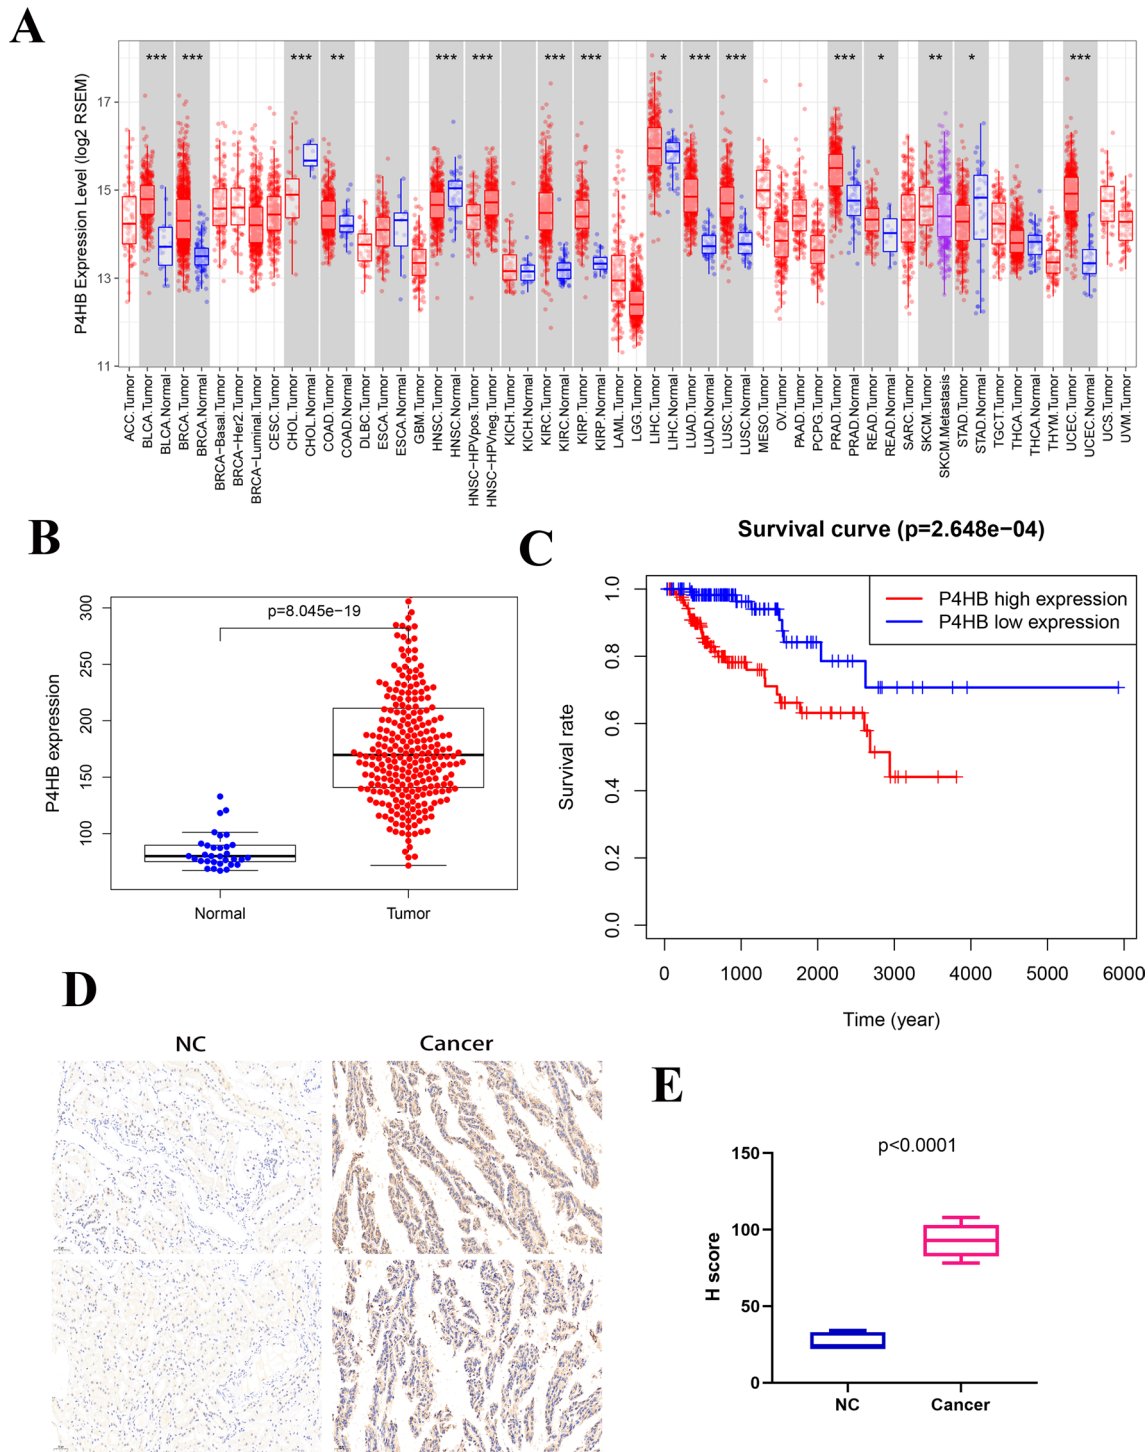 A
P4HB Expression Level (log2 RSEM)
*** *** *** ** *** *** *** *** * *** *** *** * ** * ***
17
15
13
11
ACC.Tumor
BLCA.Tumor
BLCA.Normal
BRCA.Tumor
BRCA.Normal
BRCA-Basal.Tumor
BRCA-Her2.Tumor
BRCA-Luminal.Tumor
CESC.Tumor
CHOL.Tumor
CHOL.Normal
COAD.Tumor
COAD.Normal
DLBC.Tumor
ESCA.Tumor
ESCA.Normal
GBM.Tumor
HNSC.Tumor
HNSC.Normal
HNSC-HPVpos.Tumor
HNSC-HPVneg.Tumor
KICH.Tumor
KICH.Normal
KIRC.Tumor
KIRC.Normal
KIRP.Tumor
KIRP.Normal
LAML.Tumor
LGG.Tumor
LIHC.Tumor
LIHC.Normal
LUAD.Tumor
LUAD.Normal
LUSC.Tumor
LUSC.Normal
MESO.Tumor
OV.Tumor
PAAD.Tumor
PCPG.Tumor
PRAD.Tumor
PRAD.Normal
READ.Tumor
READ.Normal
SARC.Tumor
SKCM.Tumor
SKCM.Metastasis
STAD.Tumor
STAD.Normal
TGCT.Tumor
THCA.Tumor
THCA.Normal
THYM.Tumor
UCEC.Tumor
UCEC.Normal
UCS.Tumor
UVM.Tumor
B
P4HB expression
300
250
200
150
100
p=8.045e−19
Normal
Tumor
C
Survival curve (p=2.648e−04)
P4HB high expression
P4HB low expression
Survival rate
1.0
0.8
0.6
0.4
0.2
0.0
0 1000 2000 3000 4000 5000 6000
Time (year)
D
NC
Cancer
E
p<0.0001
H score
150
100
50
0
NC
Cancer